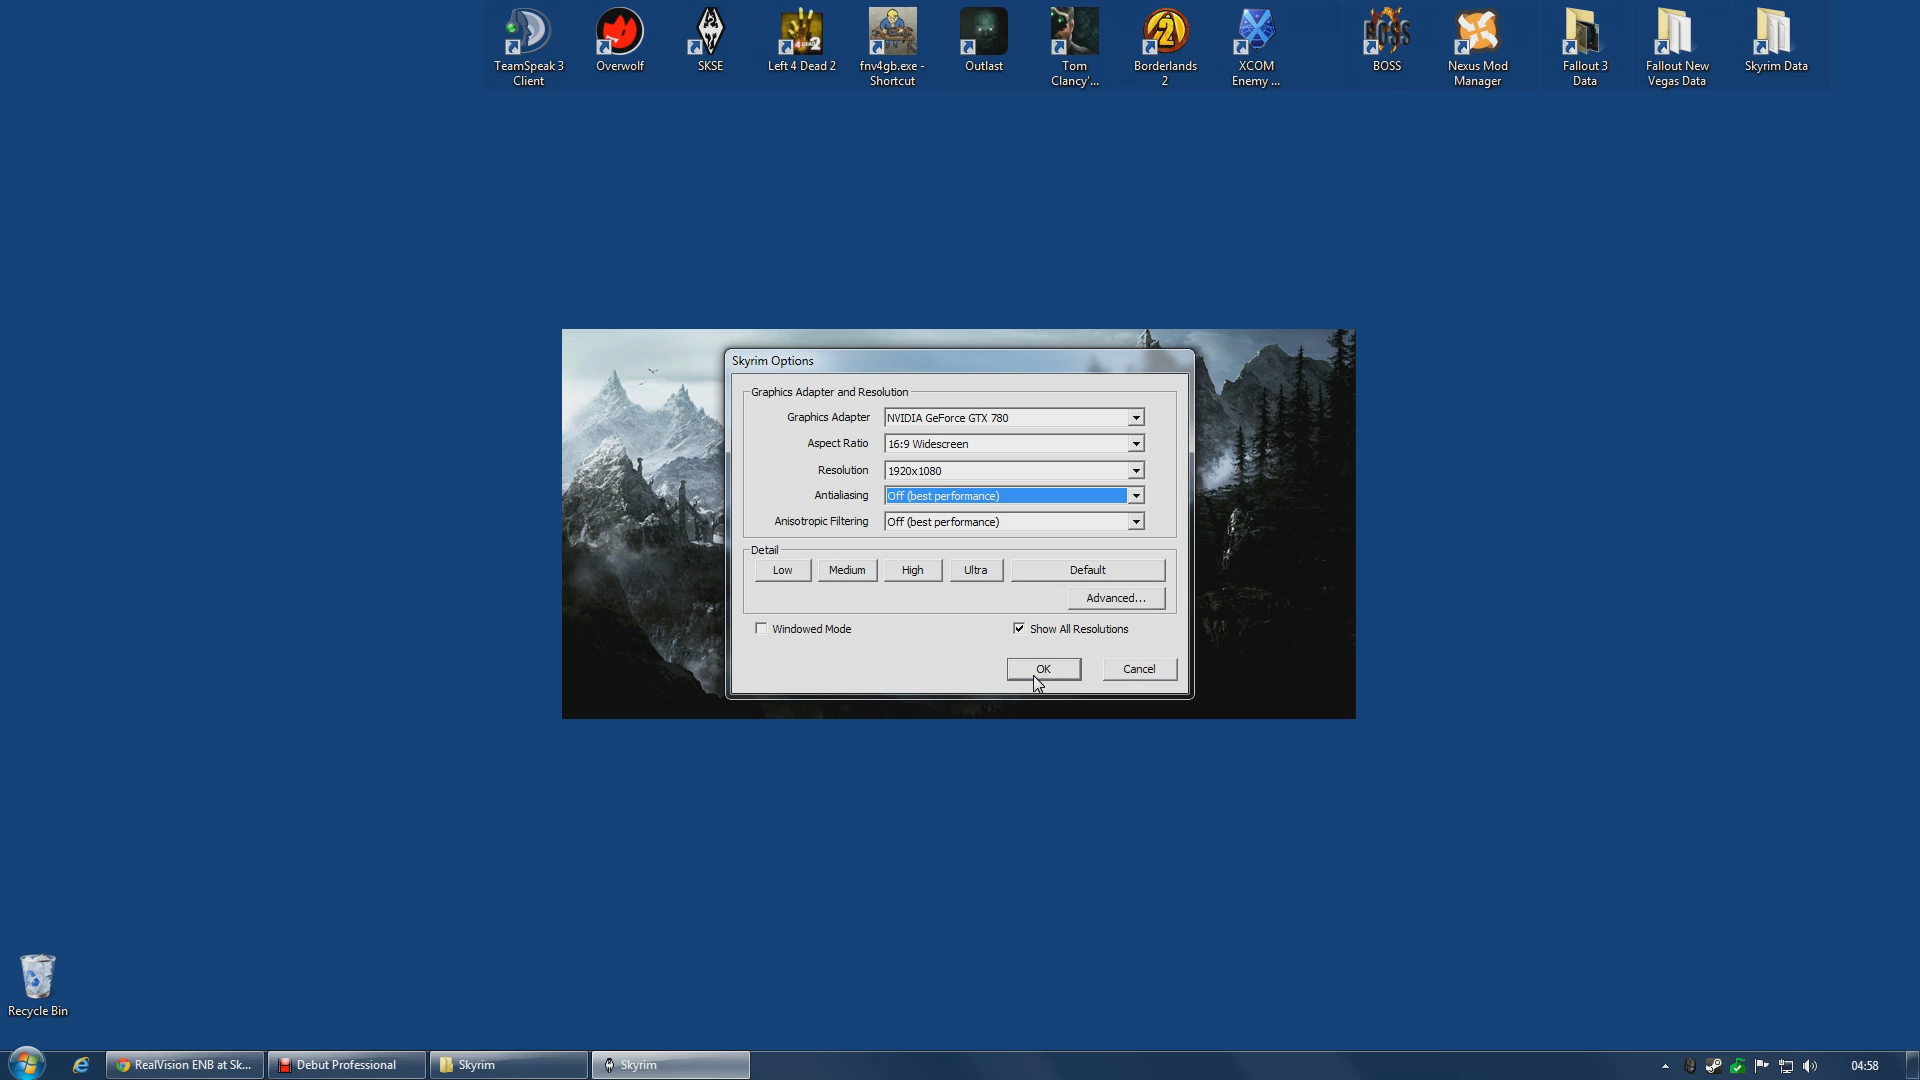 TeamSpeak 3 Client
Overwolf
SKSE
Left 4 Dead 2
fnv4gb.exe - Shortcut
Outlast
Tom Clancy'...
Borderlands 2
XCOM Enemy ...
BOSS
Nexus Mod Manager
Fallout 3 Data
Fallout New Vegas Data
Skyrim Data
Skyrim Options
Graphics Adapter and Resolution
Graphics Adapter NVIDIA GeForce GTX 780
Aspect Ratio 16:9 Widescreen
Resolution 1920x1080
Antialiasing Off (best performance)
Anisotropic Filtering Off (best performance)
Detail
Low Medium High Ultra Default
Advanced...
Windowed Mode Show All Resolutions
OK Cancel
Recycle Bin
RealVision ENB at Sk... Debut Professional Skyrim Skyrim 04:58